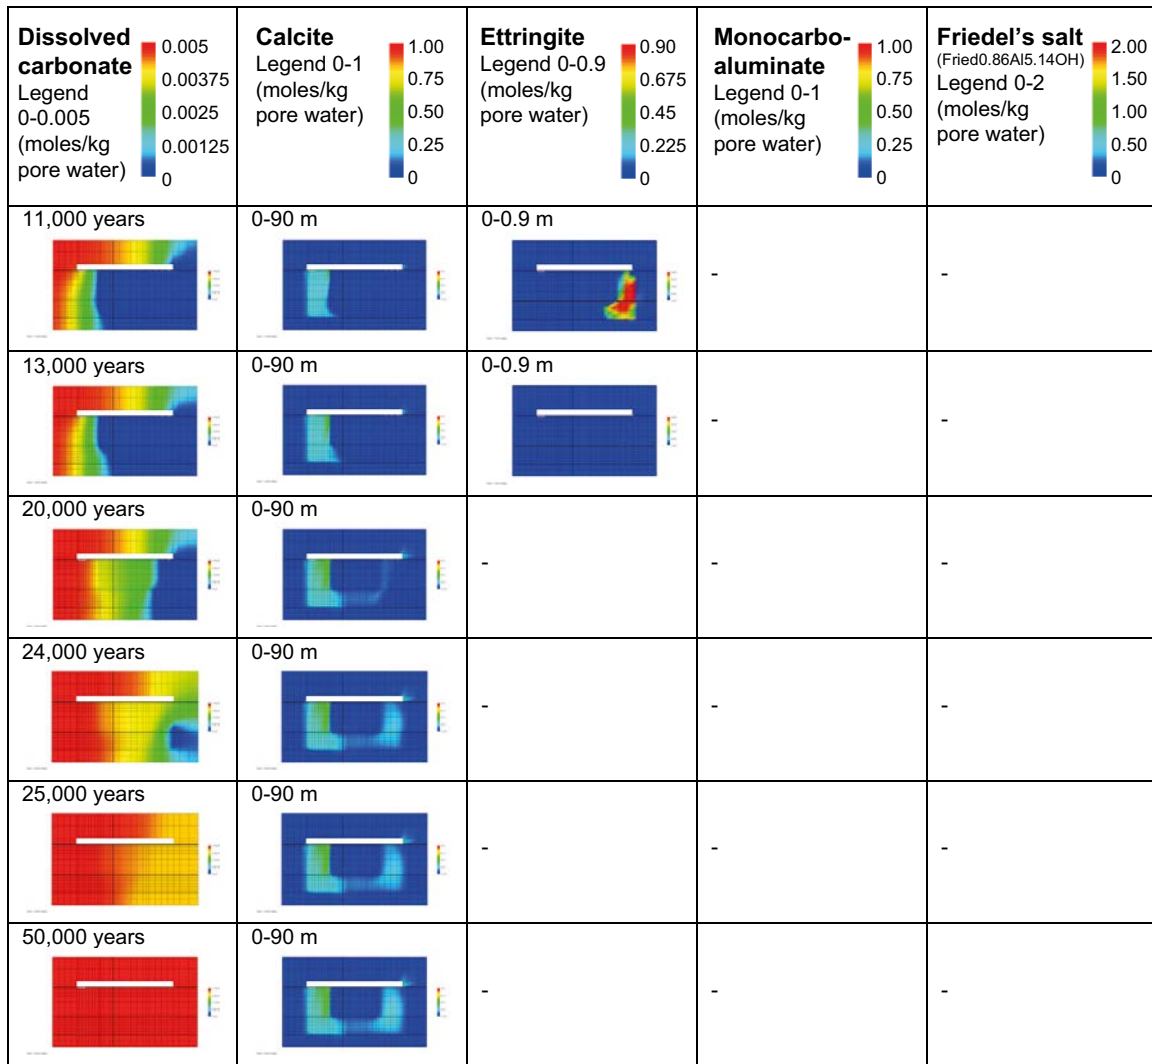 Dissolved
carbonate
Legend
0-0.005
(moles/kg
pore water)
0.005
0.00375
0.0025
0.00125
0
Calcite
Legend 0-1
(moles/kg
pore water)
1.00
0.75
0.50
0.25
0
Ettringite
Legend 0-0.9
(moles/kg
pore water)
0.90
0.675
0.45
0.225
0
Monocarbo-
aluminate
Legend 0-1
(moles/kg
pore water)
1.00
0.75
0.50
0.25
0
Friedel's salt
(Fried0.86Al5.14OH)
Legend 0-2
(moles/kg
pore water)
2.00
1.50
1.00
0.50
0
11,000 years
0-90 m
0-0.9 m
-
-
13,000 years
0-90 m
0-0.9 m
-
-
20,000 years
0-90 m
-
-
-
24,000 years
0-90 m
-
-
-
25,000 years
0-90 m
-
-
-
50,000 years
0-90 m
-
-
-